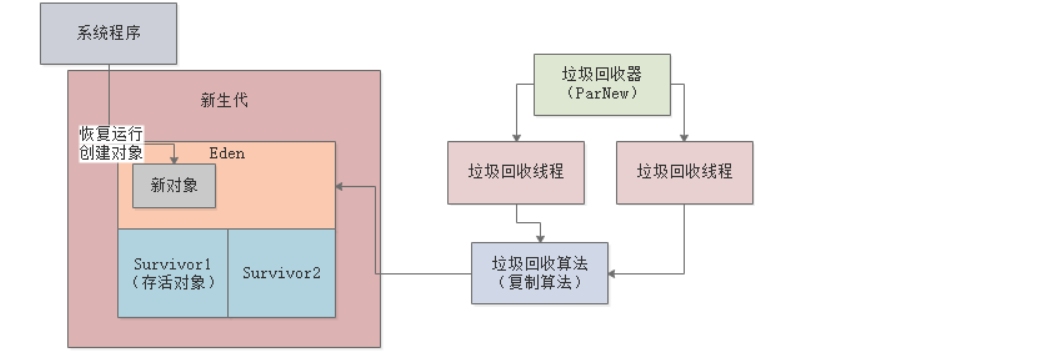 系统程序
新生代
恢复运行
创建对象
Eden
新对象
Survivor1
（存活对象）
Survivor2
垃圾回收器
（ParNew）
垃圾回收线程
垃圾回收线程
垃圾回收算法
（复制算法）